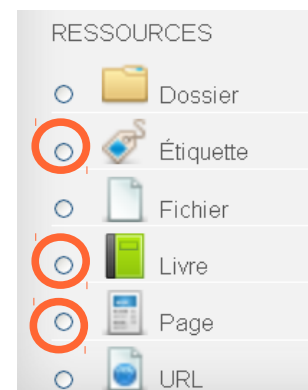 RESSOURCES
Dossier
Étiquette
Fichier
Livre
Page
URL